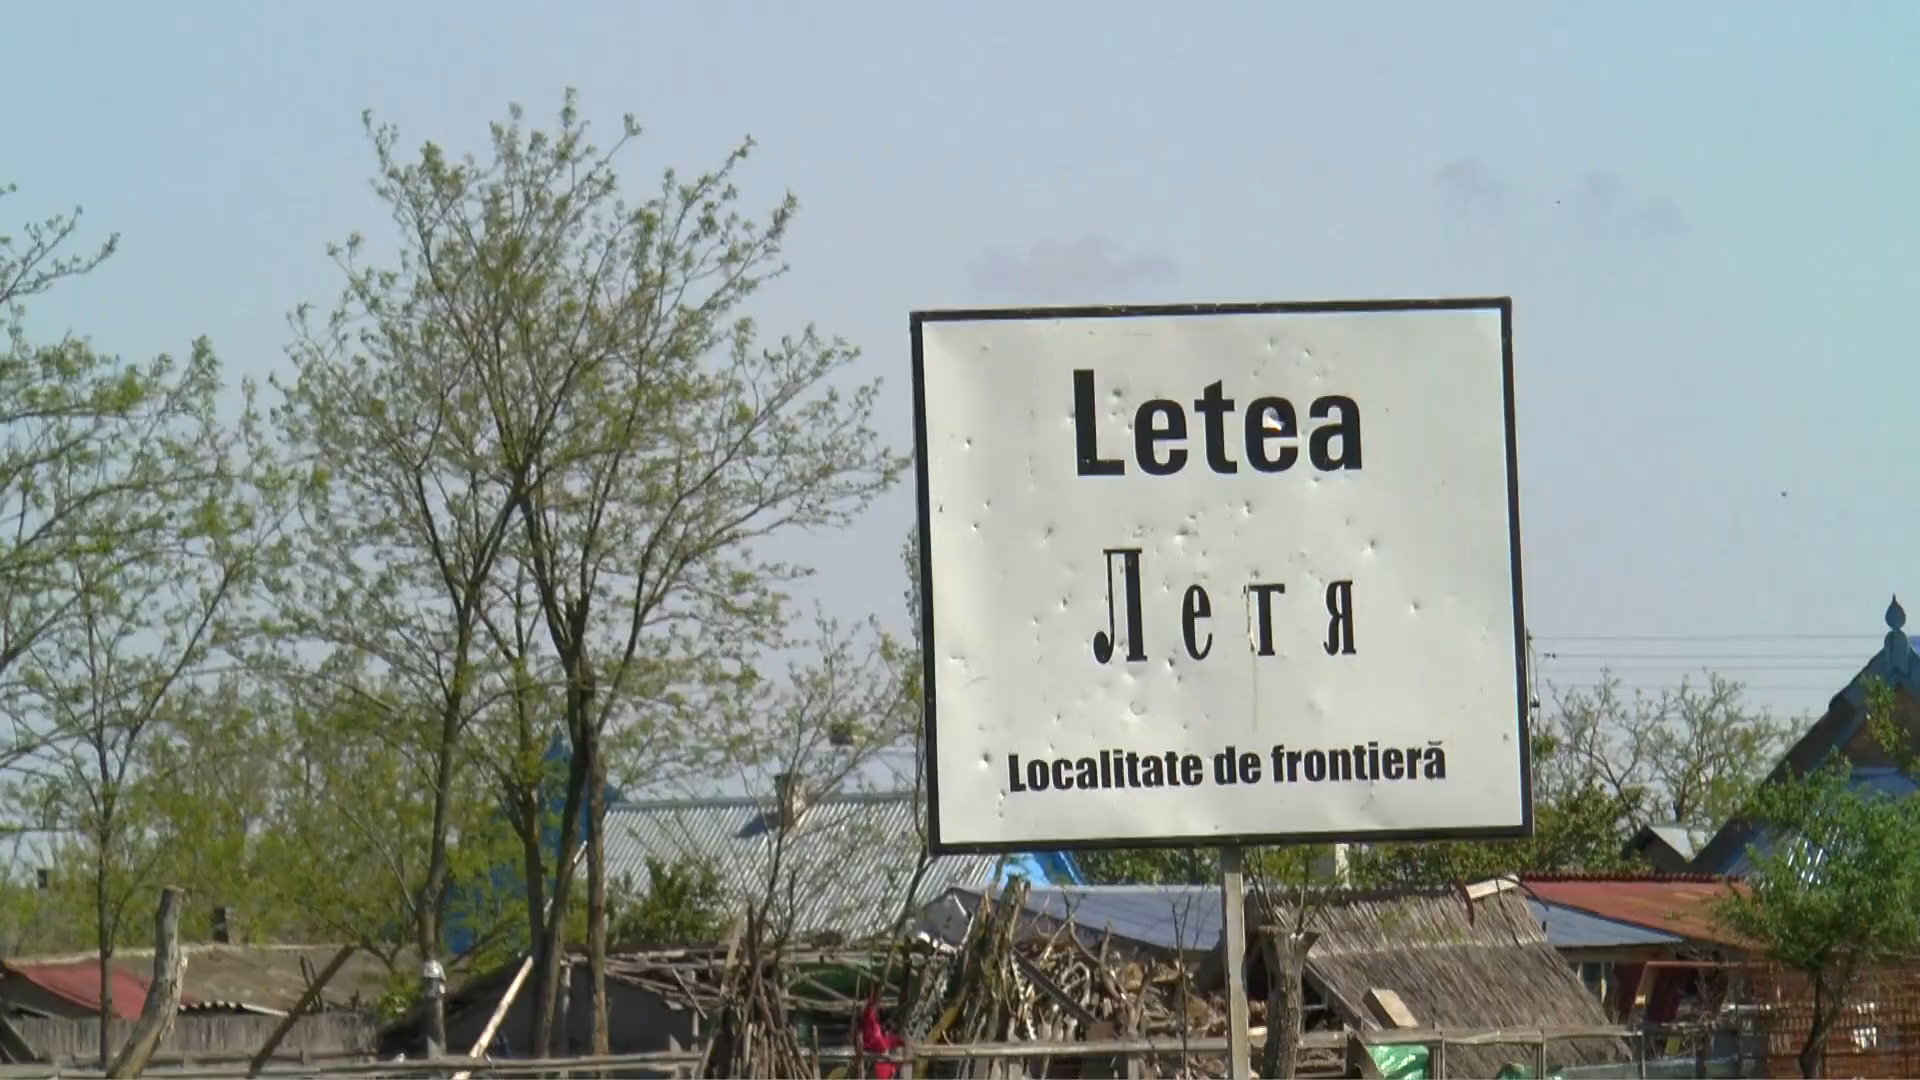 Letea
Летя
Localitate de frontieră